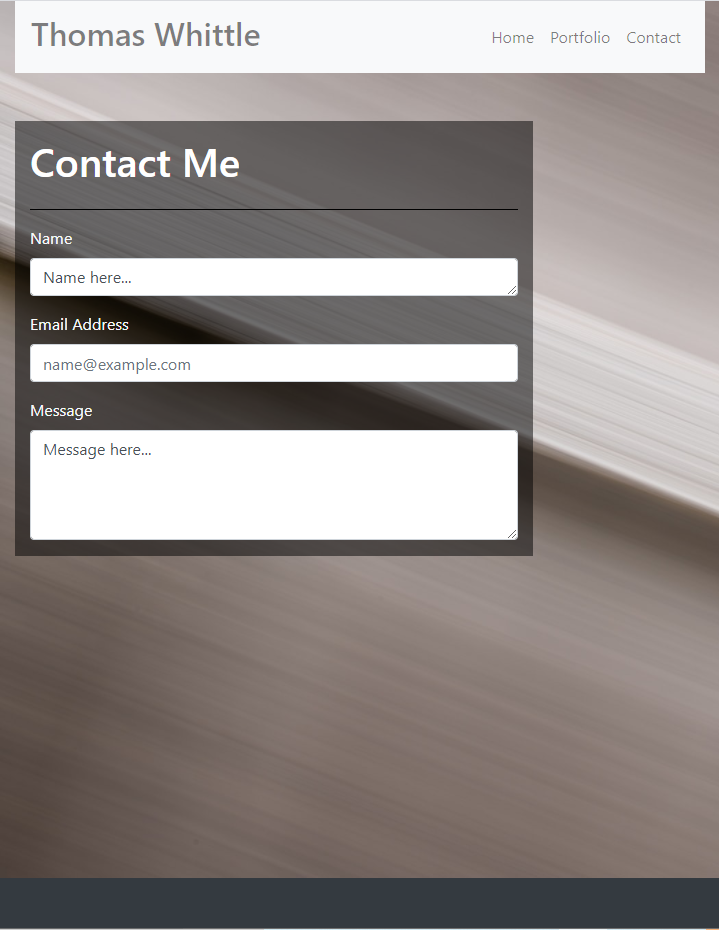 Thomas Whittle
Home Portfolio Contact
Contact Me
Name
Name here...
Email Address
name@example.com
Message
Message here...